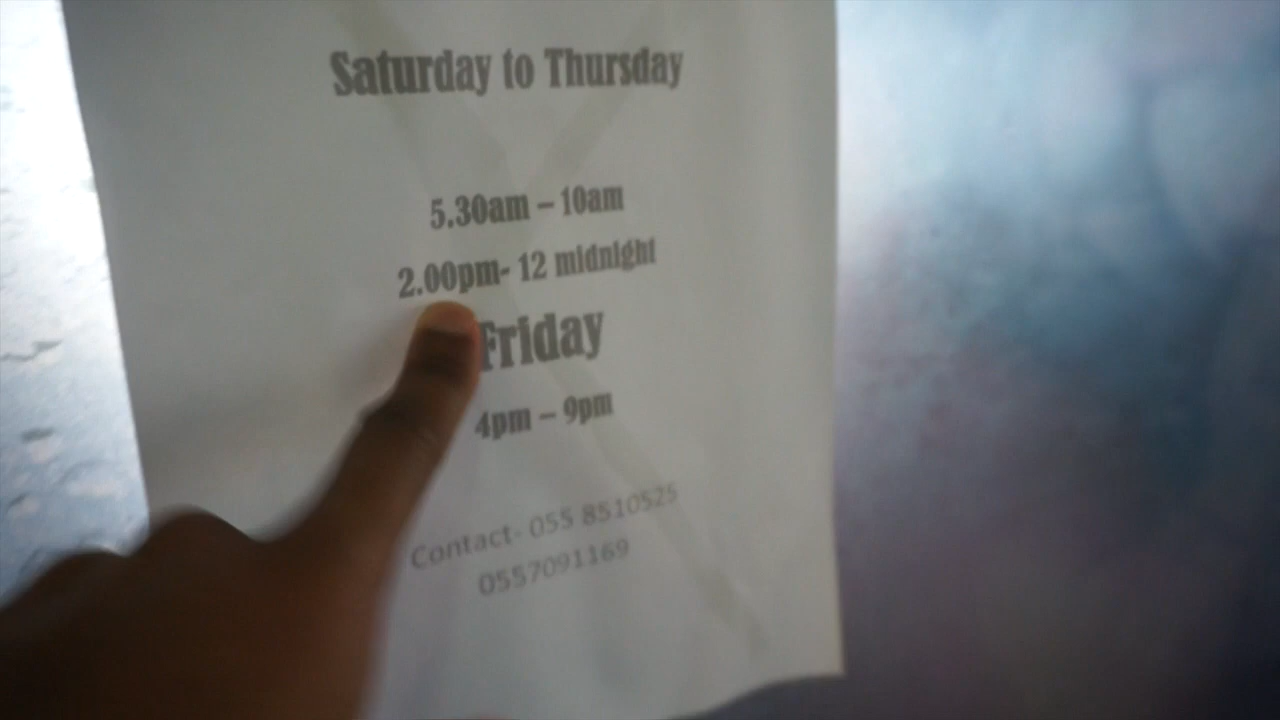 Saturday to Thursday
5.30am – 10am
2.00pm- 12 midnight
Friday
4pm – 9pm
Contact- 055 8510525
0557091169